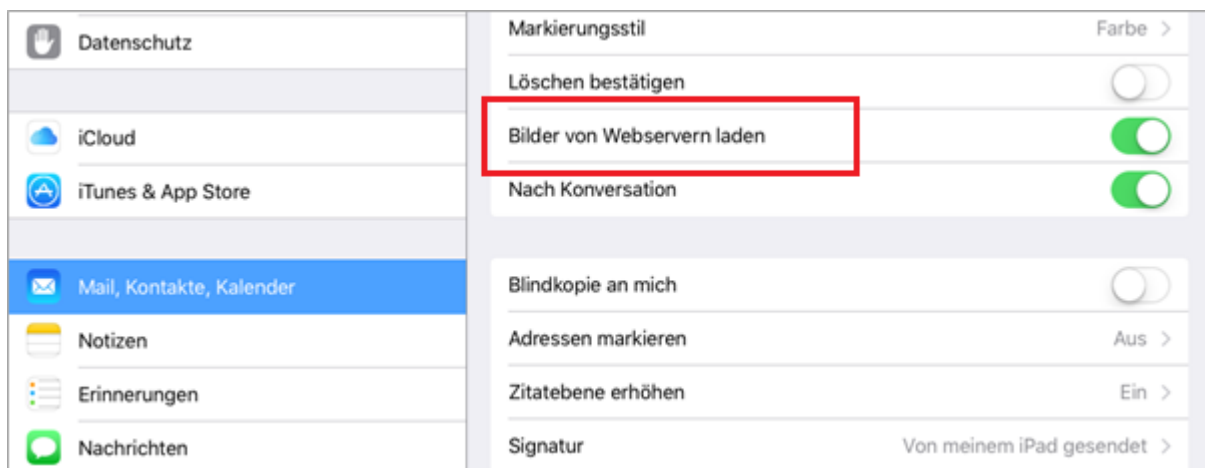 Datenschutz
iCloud
iTunes & App Store
Mail, Kontakte, Kalender
Notizen
Erinnerungen
Nachrichten
Markierungsstil Farbe >
Löschen bestätigen
Bilder von Webservern laden
Nach Konversation
Blindkopie an mich
Adressen markieren Aus >
Zitatebene erhöhen Ein >
Signatur Von meinem iPad gesendet >